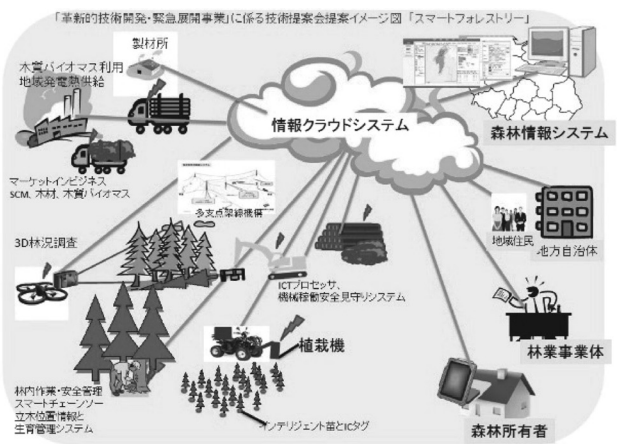 「革新的技術開発・緊急展開事業」に係る技術提案会提案イメージ図 「スマートフォレストリー」
製材所
木質バイオマス利用
地域発電熱供給
情報クラウドシステム
森林情報システム
マーケットインビジネス
SCM、木材、木質バイオマス
多支点架線機構
地域住民
地方自治体
3D林況調査
ICTプロセッサ、
機械稼働安全見守りシステム
植栽機
林業事業体
林内作業・安全管理
スマートチェーンソー
立木位置情報と
生育管理システム
インテリジェント苗とICタグ
森林所有者